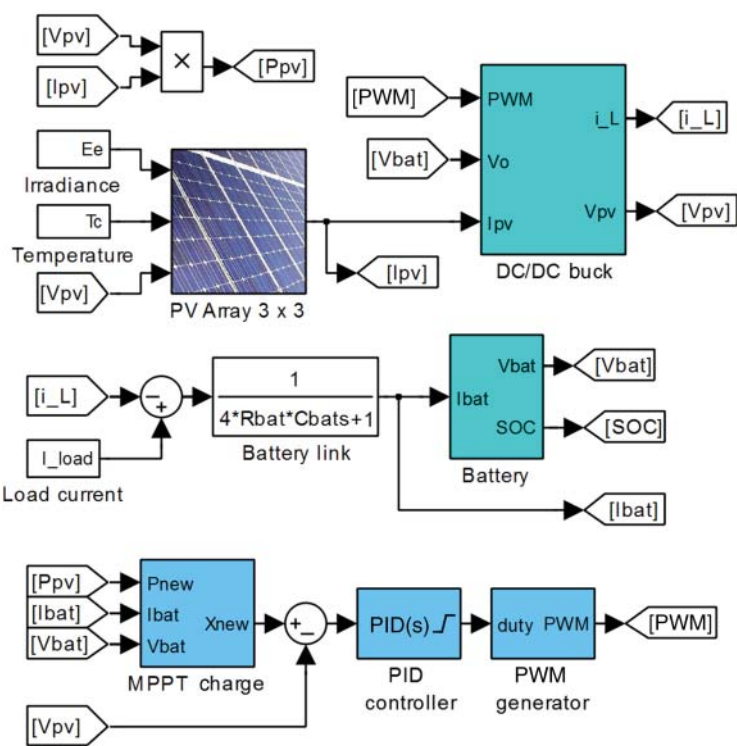 [Vpv]
[Ipv]
×
[Ppv]
Ee
Irradiance
Tc
Temperature
[Vpv]
PV Array 3 x 3
[Ipv]
[PWM]
[Vbat]
PWM
Vo
Ipv
i_L
Vpv
DC/DC buck
[i_L]
[Vpv]
[i_L]
I_load
Load current
1
4*Rbat*Cbats+1
Battery link
Ibat
Vbat
SOC
Battery
[Vbat]
[SOC]
[Ibat]
[Ppv]
[Ibat]
[Vbat]
Pnew
Ibat
Vbat
Xnew
MPPT charge
[Vpv]
PID(s)
PID
controller
duty PWM
PWM
generator
[PWM]